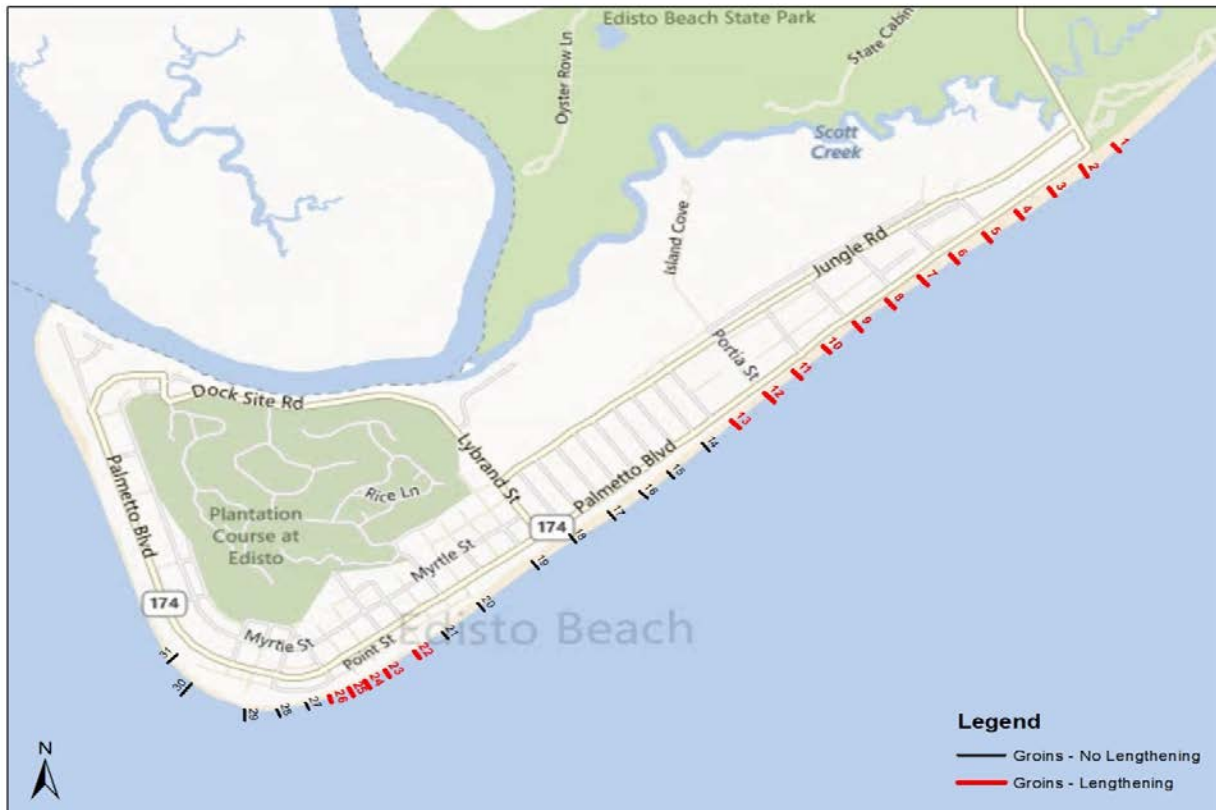 Edisto Beach State Park
Oyster Row Ln
State Cabin
Scott
Creek
Island Cove
Jungle Rd
Portia St
Dock Site Rd
Lybrand St
Palmetto Blvd
Palmetto Blvd
Rice Ln
Plantation
Course at
Edisto
174
174
Myrtle St
Myrtle St
Point St
Edisto Beach
1
2
3
4
5
6
7
8
9
10
11
12
13
14
15
16
17
18
19
20
21
22
23
24
25
26
27
28
29
30
31
N
Legend
Groins - No Lengthening
Groins - Lengthening